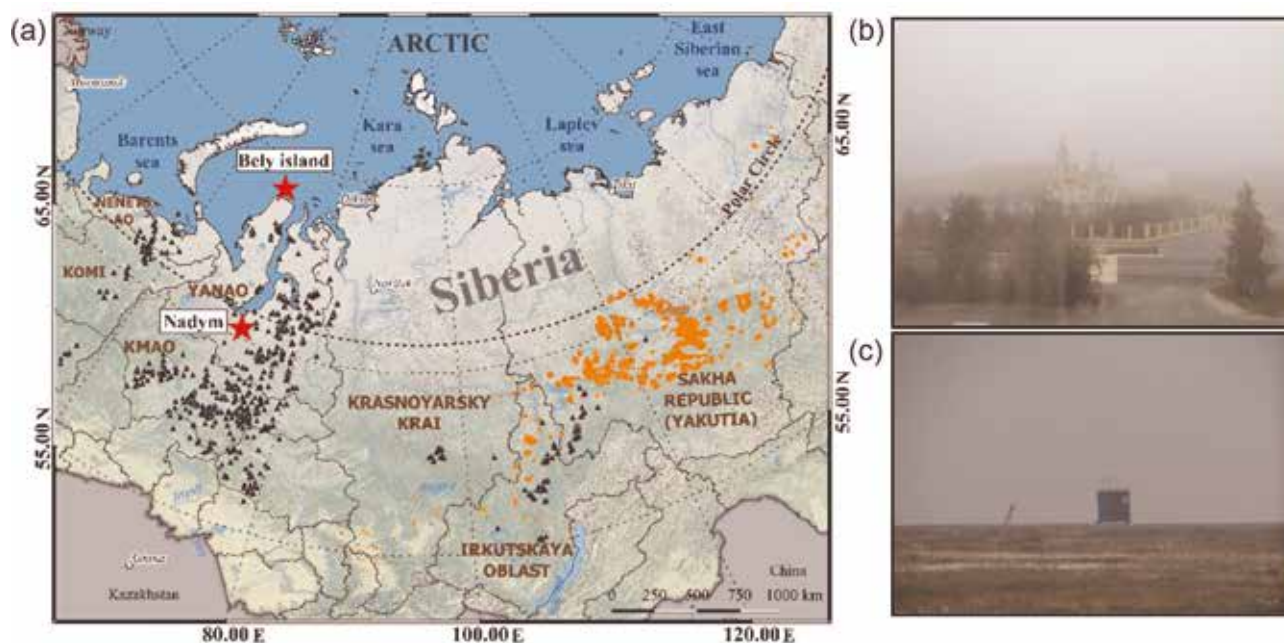 (a)
ARCTIC
East
Siberian
sea
Barents
sea
Kara
sea
Laptev
sea
Bely island
65.00 N
65.00 N
Polar Circle
NENETS
AO
KOMI
YANAO
Siberia
Nadym
KMAO
KRASNOYARSKY
KRAI
SAKHA
REPUBLIC
(YAKUTIA)
55.00 N
55.00 N
IRKUTSKAYA
OBLAST
Kazakhstan
China
0 250 500 750 1000 km
80.00 E
100.00 E
120.00 E
(b)
(c)